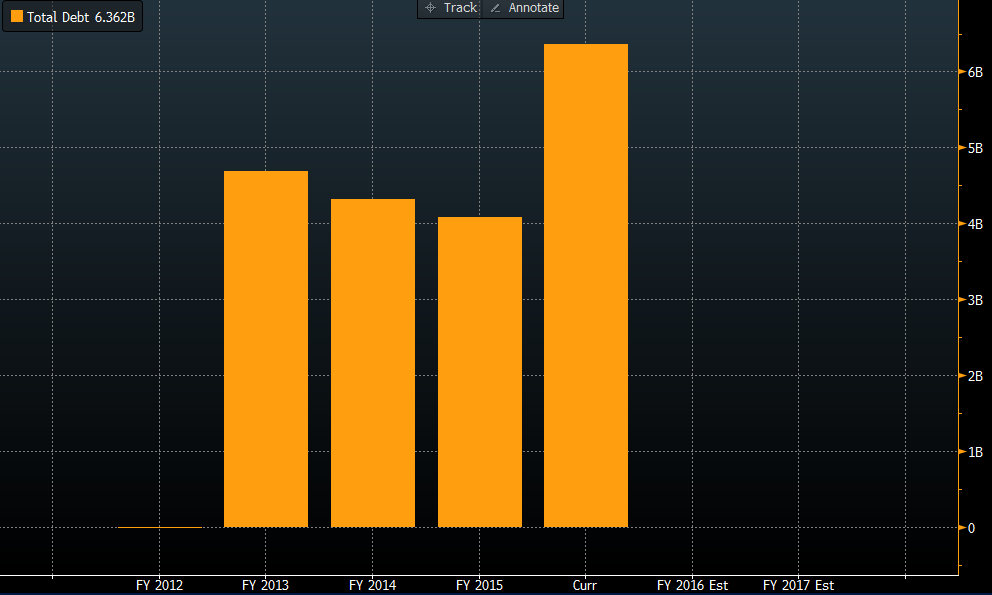 Total Debt 6.362B
Track Annotate
6B
5B
4B
3B
2B
1B
0
FY 2012 FY 2013 FY 2014 FY 2015 Curr FY 2016 Est FY 2017 Est